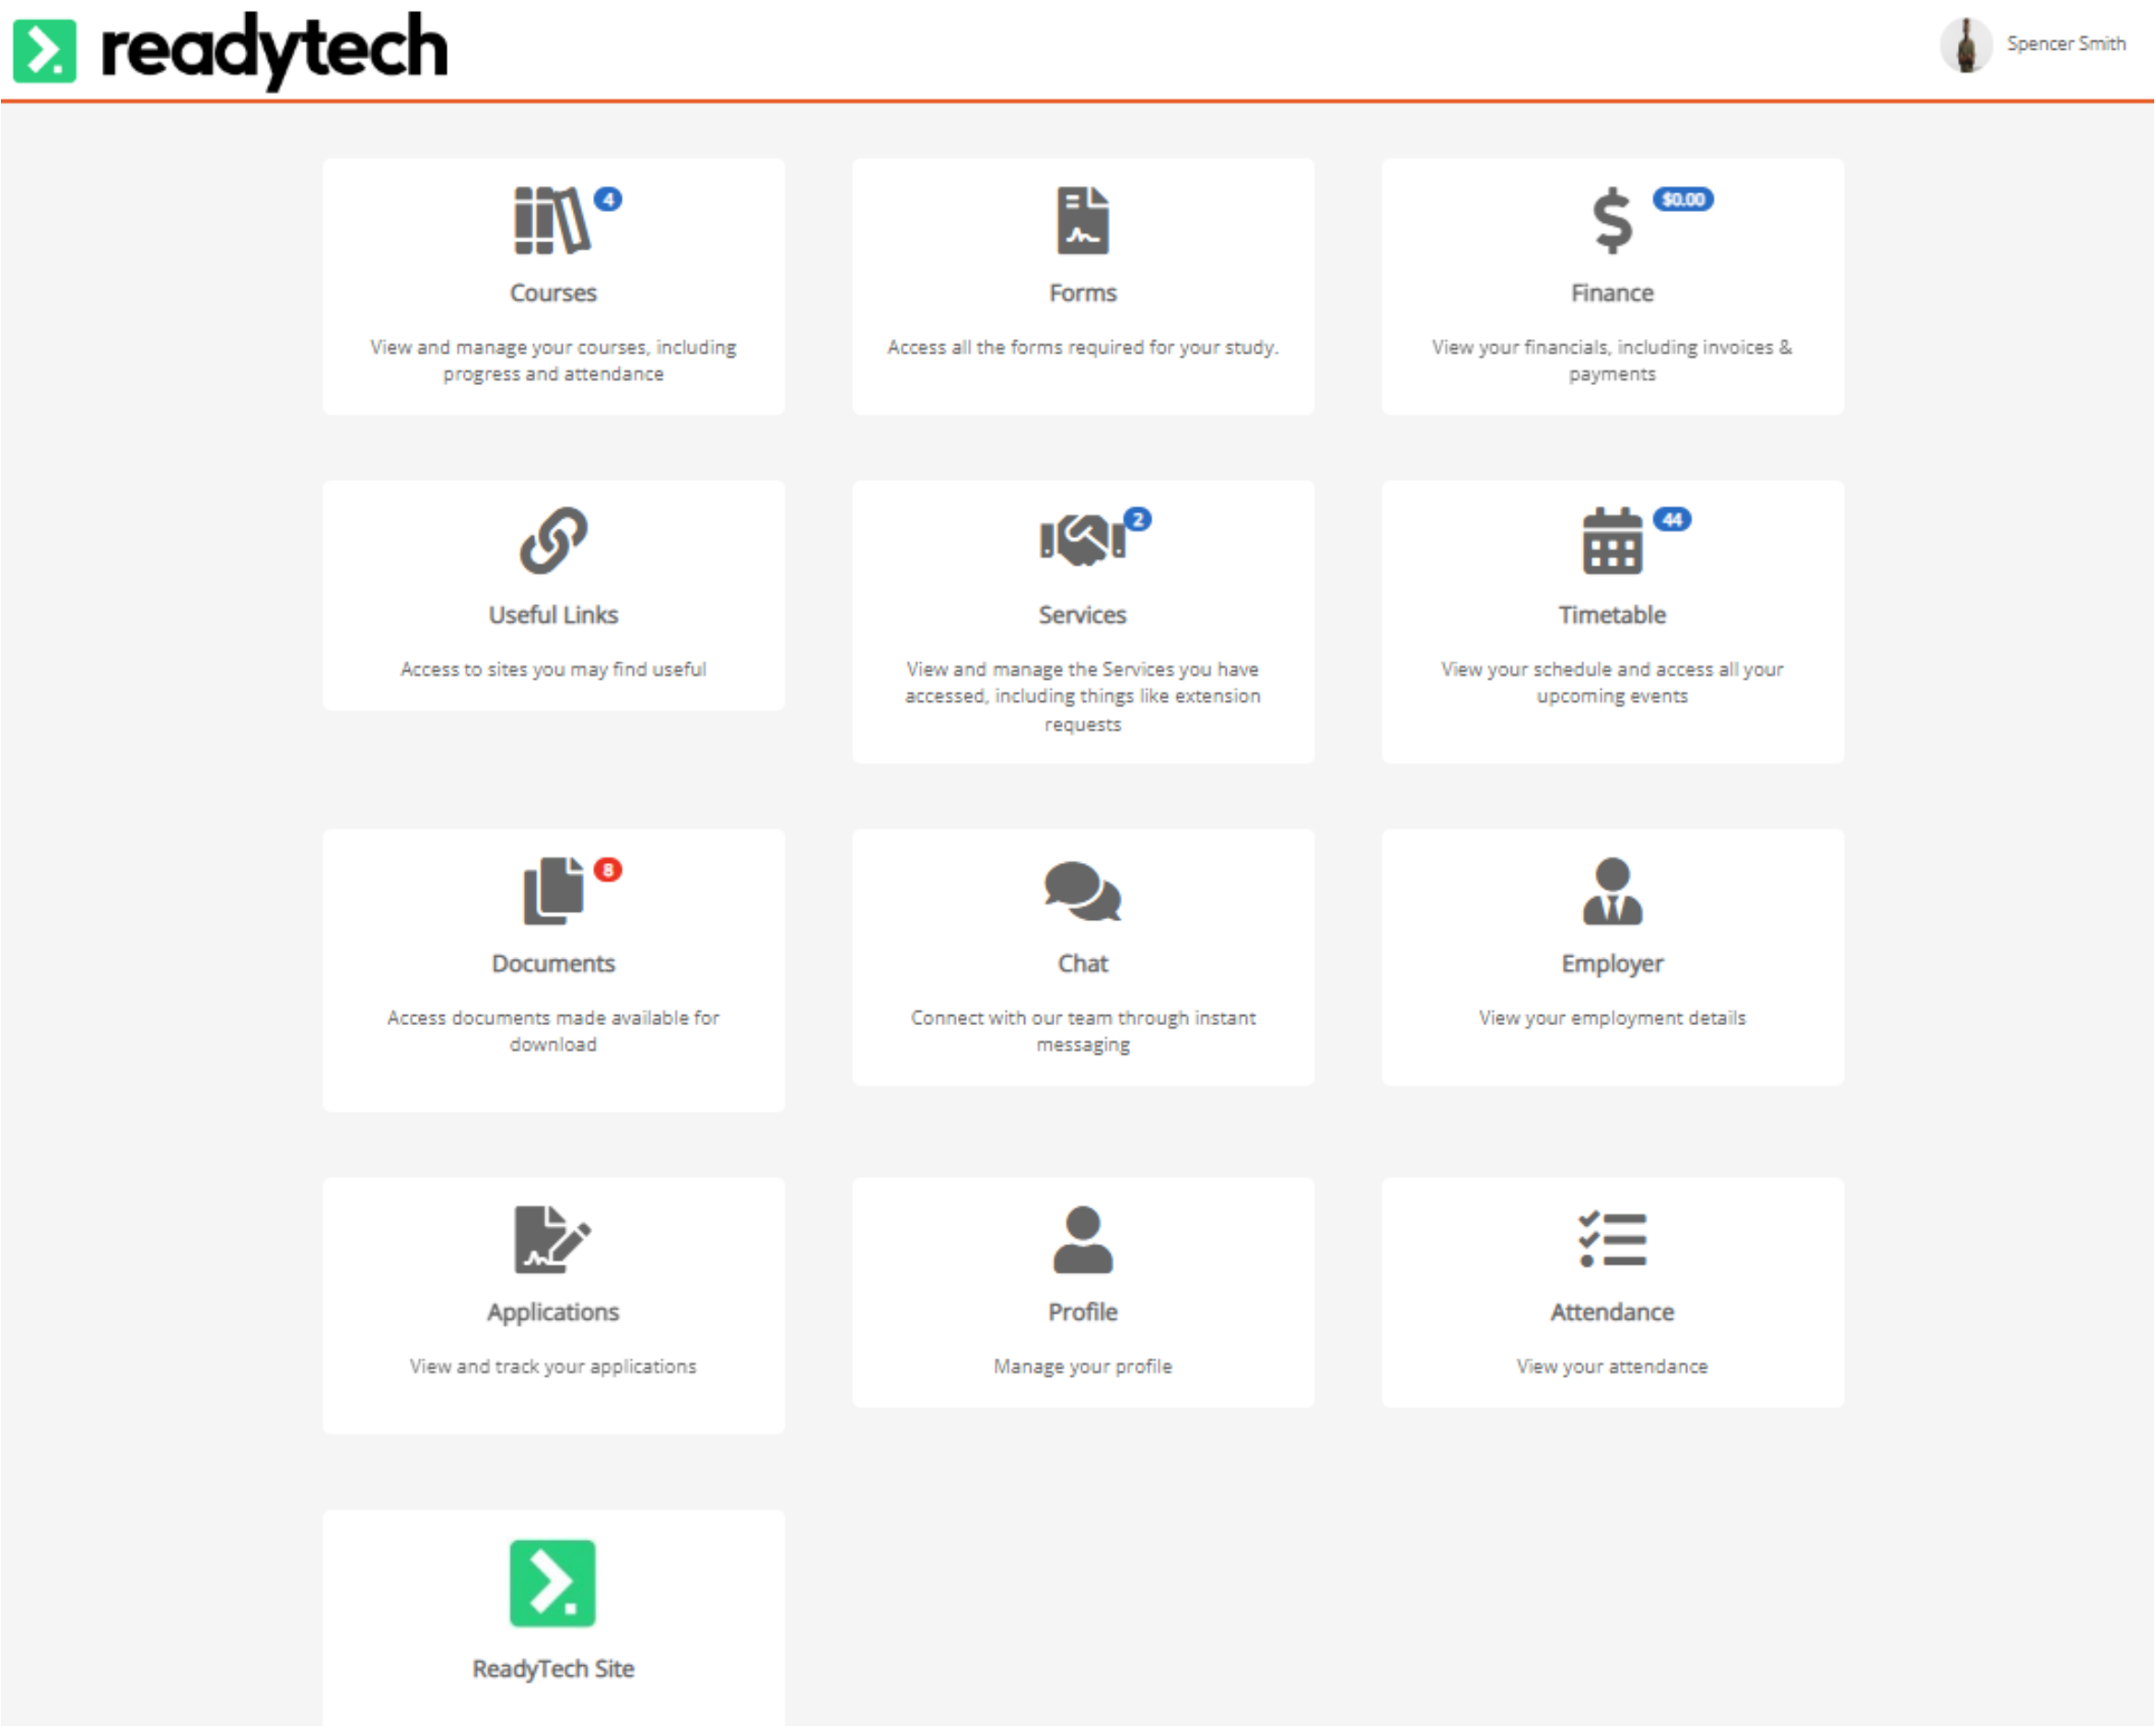 readytech
Spencer Smith
4
Courses
View and manage your courses, including
progress and attendance
Forms
Access all the forms required for your study.
$0.00
Finance
View your financials, including invoices &
payments
Useful Links
Access to sites you may find useful
2
Services
View and manage the Services you have
accessed, including things like extension
requests
44
Timetable
View your schedule and access all your
upcoming events
8
Documents
Access documents made available for
download
Chat
Connect with our team through instant
messaging
Employer
View your employment details
Applications
View and track your applications
Profile
Manage your profile
Attendance
View your attendance
ReadyTech Site